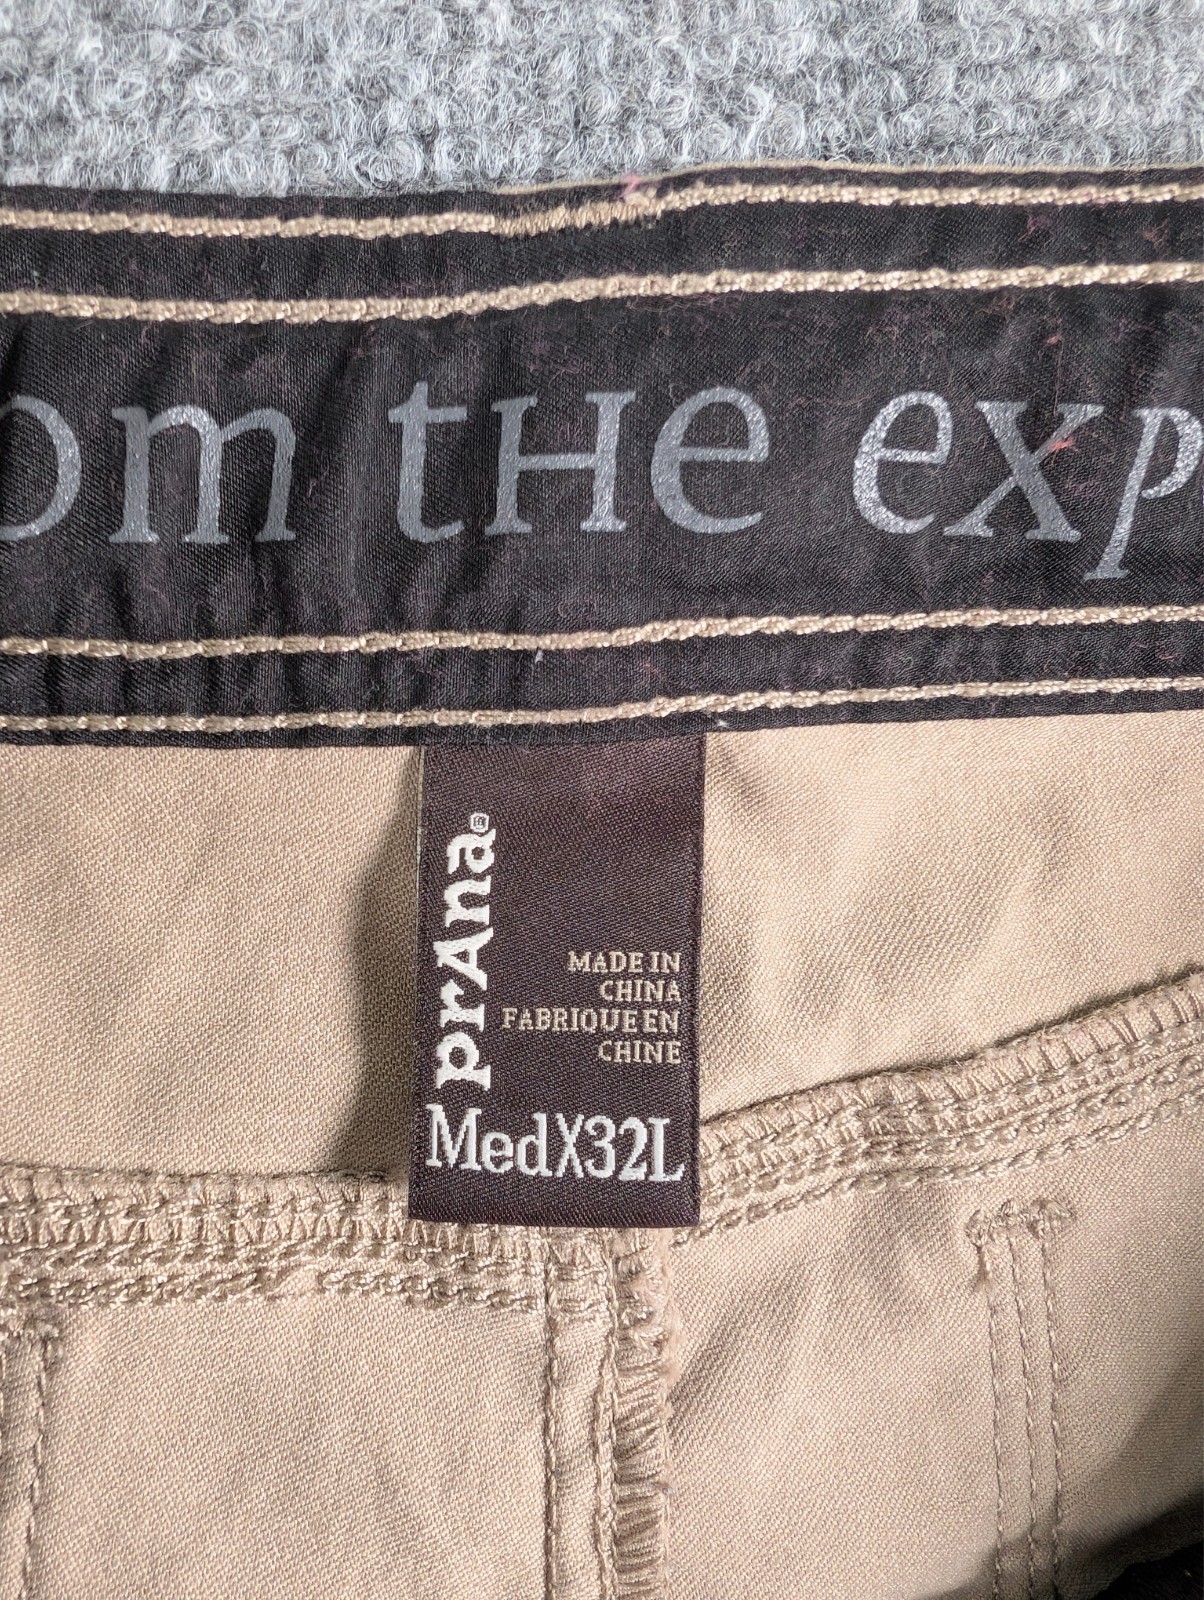 om tHe exp
prAna®
MADE IN
CHINA
FABRIQUE EN
CHINE
MedX32L